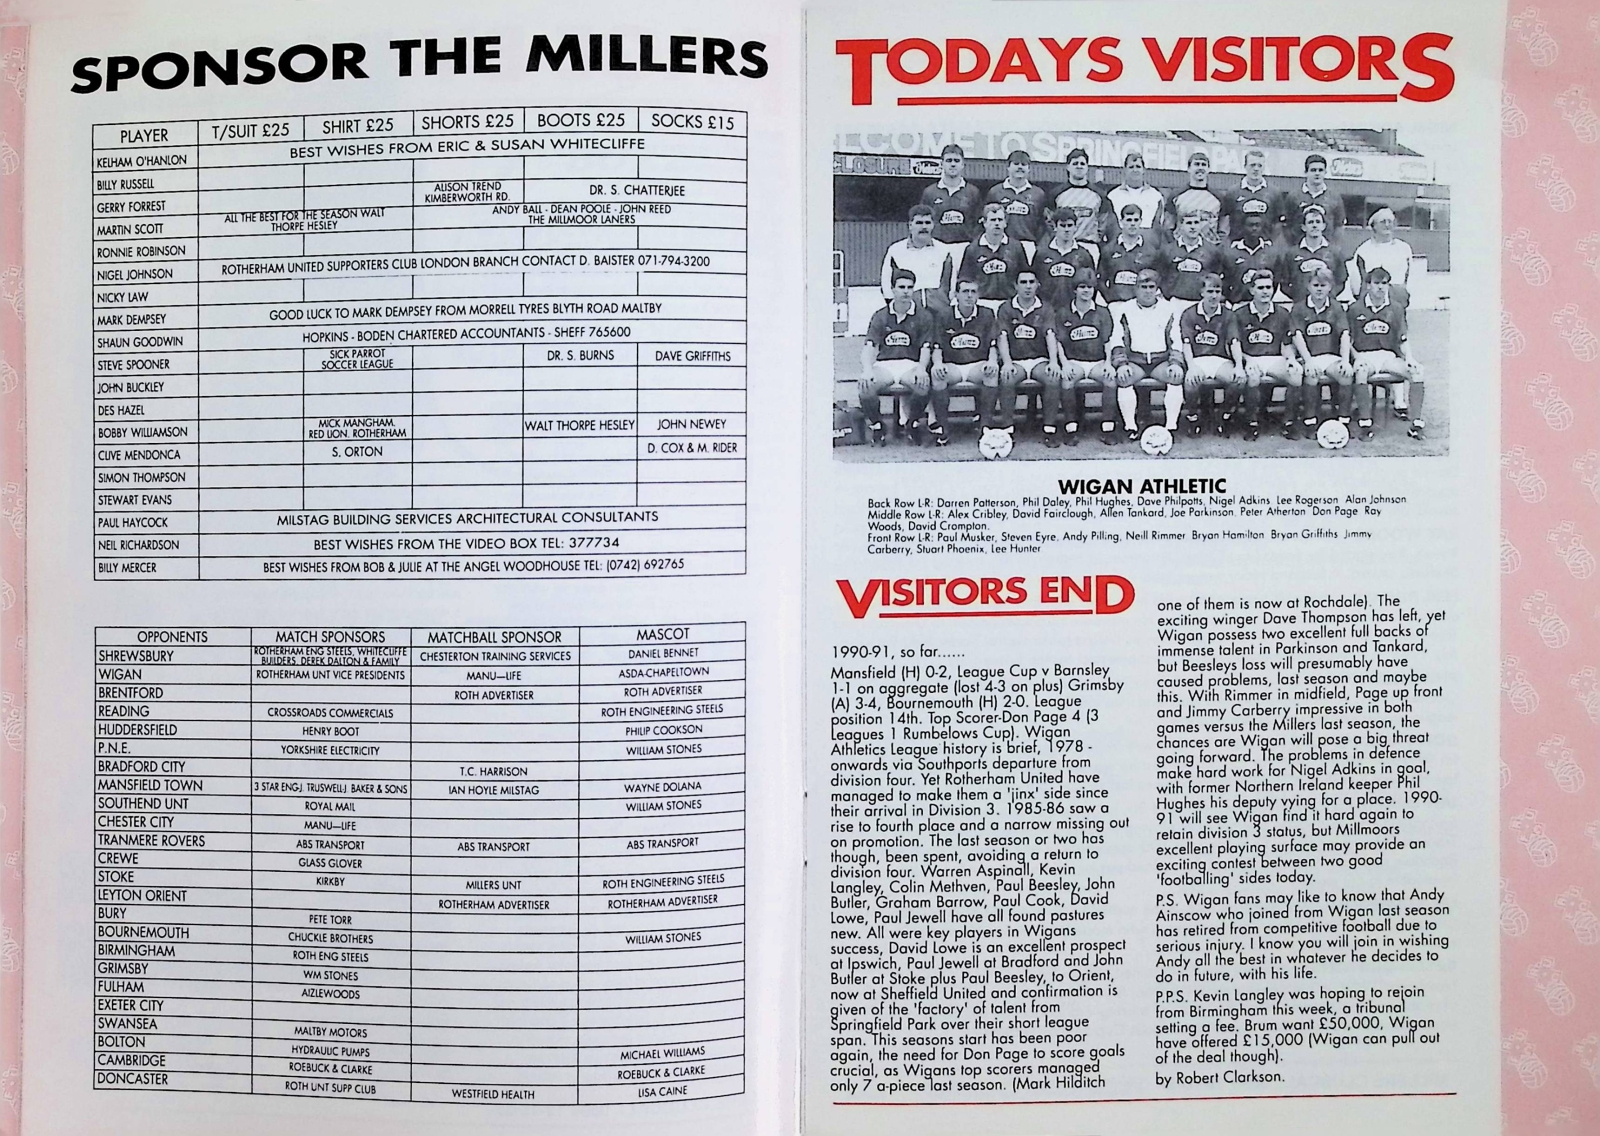 SPONSOR THE MILLERS
PLAYER T/SUIT £25 SHIRT £25 SHORTS £25 BOOTS £25 SOCKS £15
KELHAM O'HANLON BEST WISHES FROM ERIC & SUSAN WHITECLIFFE
BILLY RUSSELL
GERRY FORREST ALISON TREND KIMBERWORTH RD. DR. S. CHATTERJEE
MARTIN SCOTT ALL THE BEST FOR THE SEASON WALT THORPE HESLEY ANDY BALL - DEAN POOLE - JOHN REED THE MILLMOOR LANERS
RONNIE ROBINSON
NIGEL JOHNSON ROTHERHAM UNITED SUPPORTERS CLUB LONDON BRANCH CONTACT D. BAISTER 071-794-3200
NICKY LAW
MARK DEMPSEY GOOD LUCK TO MARK DEMPSEY FROM MORRELL TYRES BLYTH ROAD MALTBY
SHAUN GOODWIN HOPKINS - BODEN CHARTERED ACCOUNTANTS - SHEFF 765600
STEVE SPOONER SICK PARROT SOCCER LEAGUE DR. S. BURNS DAVE GRIFFITHS
JOHN BUCKLEY
DES HAZEL
BOBBY WILLIAMSON MICK MANGHAM. RED LION. ROTHERHAM WALT THORPE HESLEY JOHN NEWEY
CLIVE MENDONCA S. ORTON D. COX & M. RIDER
SIMON THOMPSON
STEWART EVANS
PAUL HAYCOCK MILSTAG BUILDING SERVICES ARCHITECTURAL CONSULTANTS
NEIL RICHARDSON BEST WISHES FROM THE VIDEO BOX TEL: 377734
BILLY MERCER BEST WISHES FROM BOB & JULIE AT THE ANGEL WOODHOUSE TEL: (0742) 692765
OPPONENTS MATCH SPONSORS MATCHBALL SPONSOR MASCOT
SHREWSBURY ROTHERHAM ENG STEELS, WHITECLIFFE BUILDERS, DEREK DALTON & FAMILY CHESTERTON TRAINING SERVICES DANIEL BENNET
WIGAN ROTHERHAM UNT VICE PRESIDENTS MANU—LIFE ASDA-CHAPELTOWN
BRENTFORD ROTH ADVERTISER ROTH ADVERTISER
READING CROSSROADS COMMERCIALS ROTH ENGINEERING STEELS
HUDDERSFIELD HENRY BOOT PHILIP COOKSON
P.N.E. YORKSHIRE ELECTRICITY WILLIAM STONES
BRADFORD CITY T.C. HARRISON
MANSFIELD TOWN 3 STAR ENGJ. TRUSWELL-J. BAKER & SONS IAN HOYLE MILSTAG WAYNE DOLANA
SOUTHEND UNT ROYAL MAIL WILLIAM STONES
CHESTER CITY MANU—LIFE
TRANMERE ROVERS ABS TRANSPORT ABS TRANSPORT ABS TRANSPORT
CREWE GLASS GLOVER
STOKE KIRKBY MILLERS UNT ROTH ENGINEERING STEELS
LEYTON ORIENT ROTHERHAM ADVERTISER ROTHERHAM ADVERTISER
BURY PETE TORR
BOURNEMOUTH CHUCKLE BROTHERS WILLIAM STONES
BIRMINGHAM ROTH ENG STEELS
GRIMSBY WM STONES
FULHAM AIZLEWOODS
EXETER CITY
SWANSEA MALTBY MOTORS
BOLTON HYDRAULIC PUMPS MICHAEL WILLIAMS
CAMBRIDGE ROEBUCK & CLARKE ROEBUCK & CLARKE
DONCASTER ROTH UNT SUPP CLUB WESTFIELD HEALTH LISA CAINE
TODAYS VISITORS
WIGAN ATHLETIC
Back Row L-R: Darren Patterson, Phil Daley, Phil Hughes, Dave Philpotts, Nigel Adkins Lee Rogerson Alan Johnson
Middle Row L-R: Alex Cribley, David Fairclough, Allen Tankard, Joe Parkinson. Peter Atherton Don Page Ray
Woods, David Crompton.
Front Row L-R: Paul Musker, Steven Eyre, Andy Pilling, Neill Rimmer Bryan Hamilton Bryan Griffiths Jimmy
Carberry, Stuart Phoenix, Lee Hunter
VISITORS END
1990-91, so far......
Mansfield (H) 0-2, League Cup v Barnsley
1-1 on aggregate (lost 4-3 on plus) Grimsby
(A) 3-4, Bournemouth (H) 2-0. League
position 14th. Top Scorer-Don Page 4 (3
Leagues 1 Rumbelows Cup). Wigan
Athletics League history is brief, 1978 -
onwards via Southports departure from
division four. Yet Rotherham United have
managed to make them a 'jinx' side since
their arrival in Division 3. 1985-86 saw a
rise to fourth place and a narrow missing out
on promotion. The last season or two has
though, been spent, avoiding a return to
division four. Warren Aspinall, Kevin
Langley, Colin Methven, Paul Beesley, John
Butler, Graham Barrow, Paul Cook, David
Lowe, Paul Jewell have all found pastures
new. All were key players in Wigans
success, David Lowe is an excellent prospect
at Ipswich, Paul Jewell at Bradford and John
Butler at Stoke plus Paul Beesley, to Orient,
now at Sheffield United and confirmation is
given of the 'factory' of talent from
Springfield Park over their short league
span. This seasons start has been poor
again, the need for Don Page to score goals
crucial, as Wigans top scorers managed
only 7 a-piece last season. (Mark Hilditch
one of them is now at Rochdale). The
exciting winger Dave Thompson has left, yet
Wigan possess two excellent full backs of
immense talent in Parkinson and Tankard,
but Beesleys loss will presumably have
caused problems, last season and maybe
this. With Rimmer in midfield, Page up front
and Jimmy Carberry impressive in both
games versus the Millers last season, the
chances are Wigan will pose a big threat
going forward. The problems in defence
make hard work for Nigel Adkins in goal,
with former Northern Ireland keeper Phil
Hughes his deputy vying for a place. 1990-
91 will see Wigan find it hard again to
retain division 3 status, but Millmoors
excellent playing surface may provide an
exciting contest between two good
'footballing' sides today.
P.S. Wigan fans may like to know that Andy
Ainscow who joined from Wigan last season
has retired from competitive football due to
serious injury. I know you will join in wishing
Andy all the best in whatever he decides to
do in future, with his life.
P.P.S. Kevin Langley was hoping to rejoin
from Birmingham this week, a tribunal
setting a fee. Brum want £50,000, Wigan
have offered £15,000 (Wigan can pull out
of the deal though).
by Robert Clarkson.